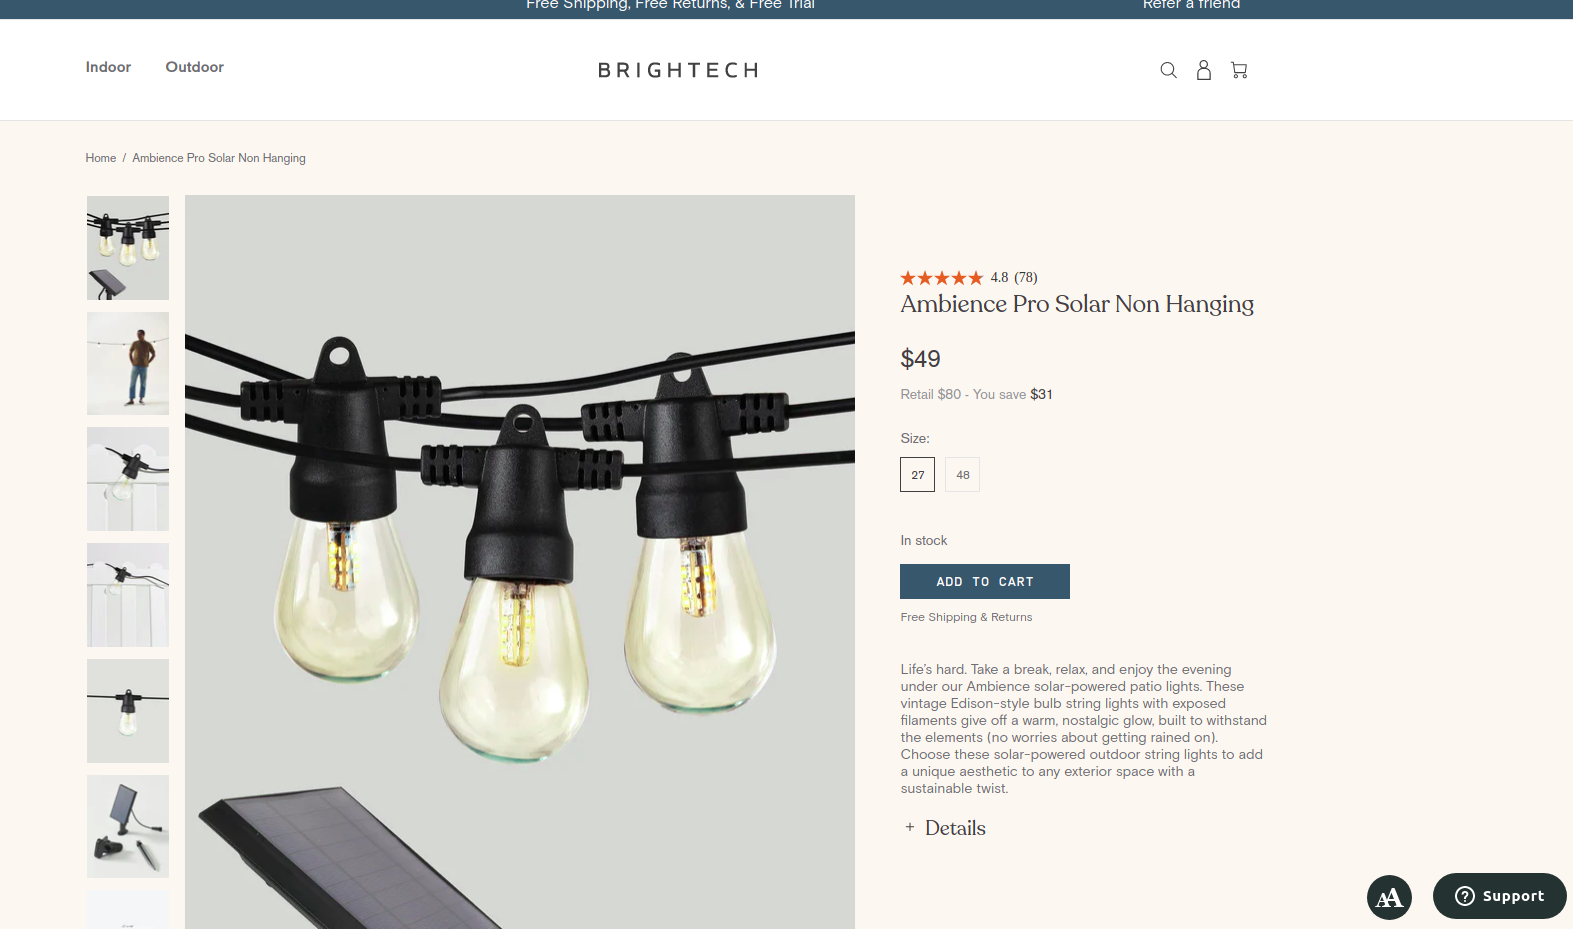 Free Shipping, Free Returns, & Free Trial
Refer a friend
Indoor
Outdoor
BRIGHTECH
Home / Ambience Pro Solar Non Hanging
4.8 (78)
Ambience Pro Solar Non Hanging
$49
Retail $80 - You save $31
Size:
27
48
In stock
ADD TO CART
Free Shipping & Returns
Life's hard. Take a break, relax, and enjoy the evening
under our Ambience solar-powered patio lights. These
vintage Edison-style bulb string lights with exposed
filaments give off a warm, nostalgic glow, built to withstand
the elements (no worries about getting rained on).
Choose these solar-powered outdoor string lights to add
a unique aesthetic to any exterior space with a
sustainable twist.
+ Details
AA
Support